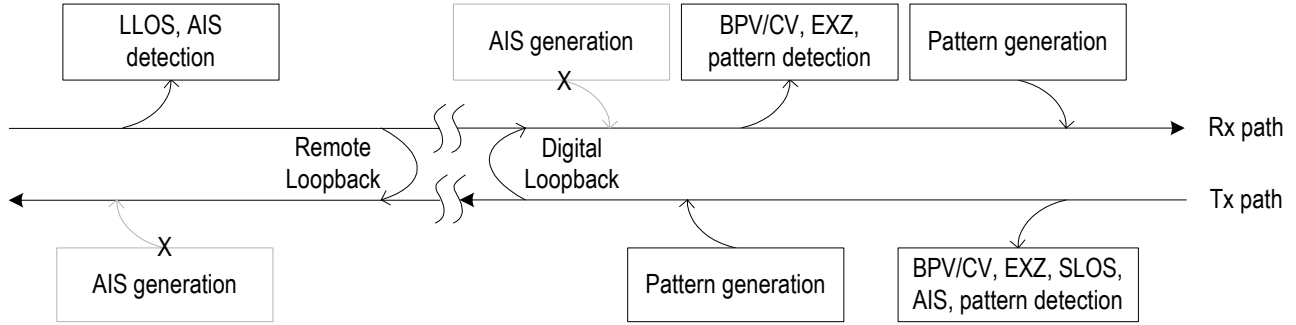 LLOS, AIS
detection
AIS generation
BPV/CV, EXZ,
pattern detection
Pattern generation
X
Rx path
Remote
Loopback
Digital
Loopback
Tx path
X
AIS generation
Pattern generation
BPV/CV, EXZ, SLOS,
AIS, pattern detection